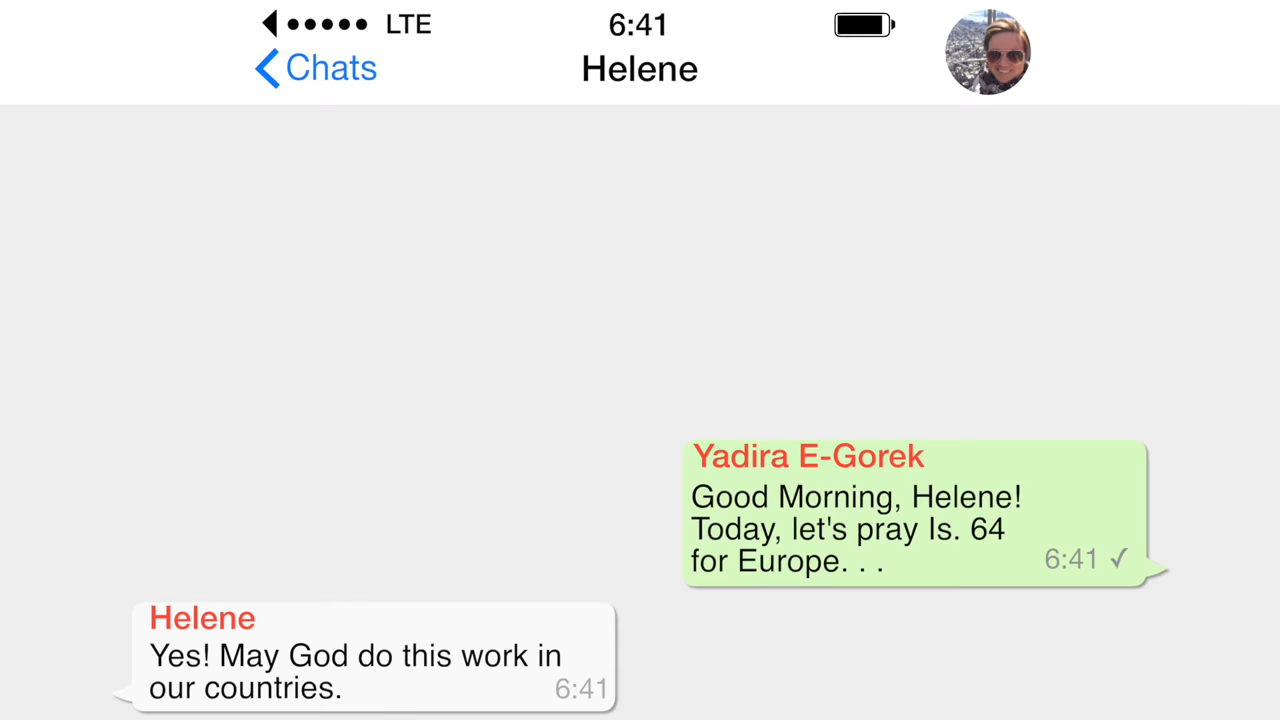 LTE 6:41
Chats Helene
Yadira E-Gorek
Good Morning, Helene!
Today, let's pray Is. 64
for Europe. . . 6:41 ✓
Helene
Yes! May God do this work in
our countries. 6:41